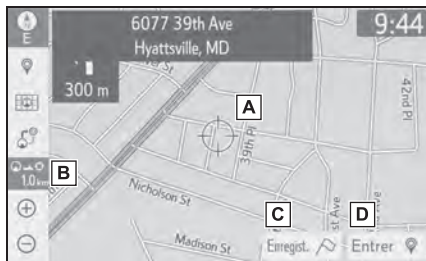 6077 39th Ave
Hyattsville, MD
9:44
E
300 m
A
42nd Pl
39th Pl
B
1.0
Nicholson St
C
D
Ave
Enregist.
Entrer
Madison St